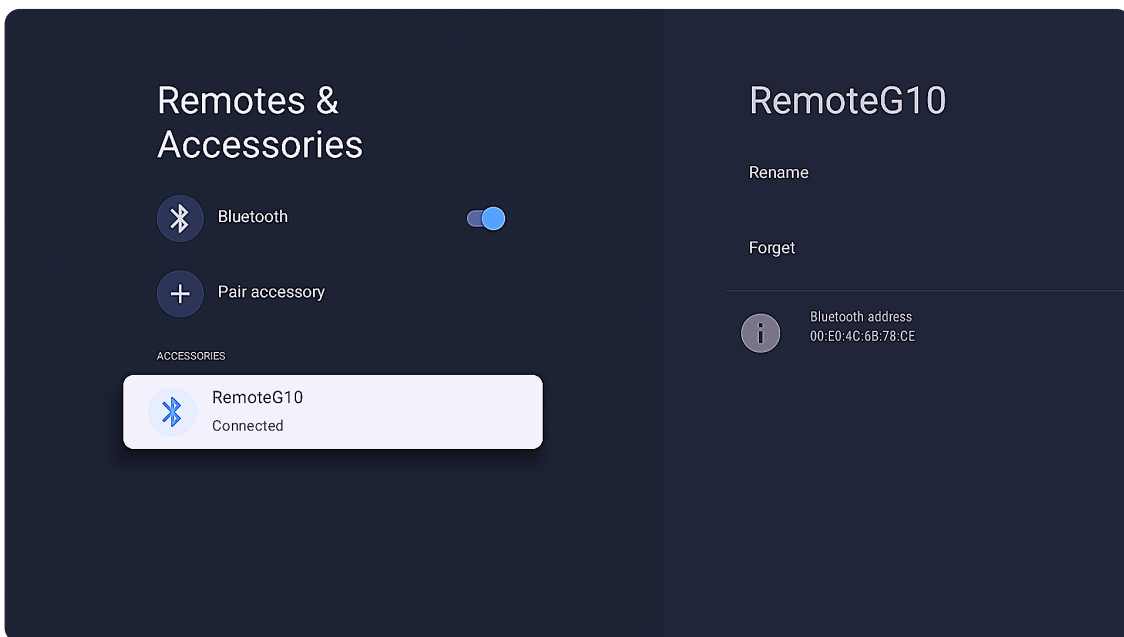 Remotes &
Accessories
Bluetooth
Pair accessory
ACCESSORIES
RemoteG10
Connected
RemoteG10
Rename
Forget
Bluetooth address
00:E0:4C:6B:78:CE